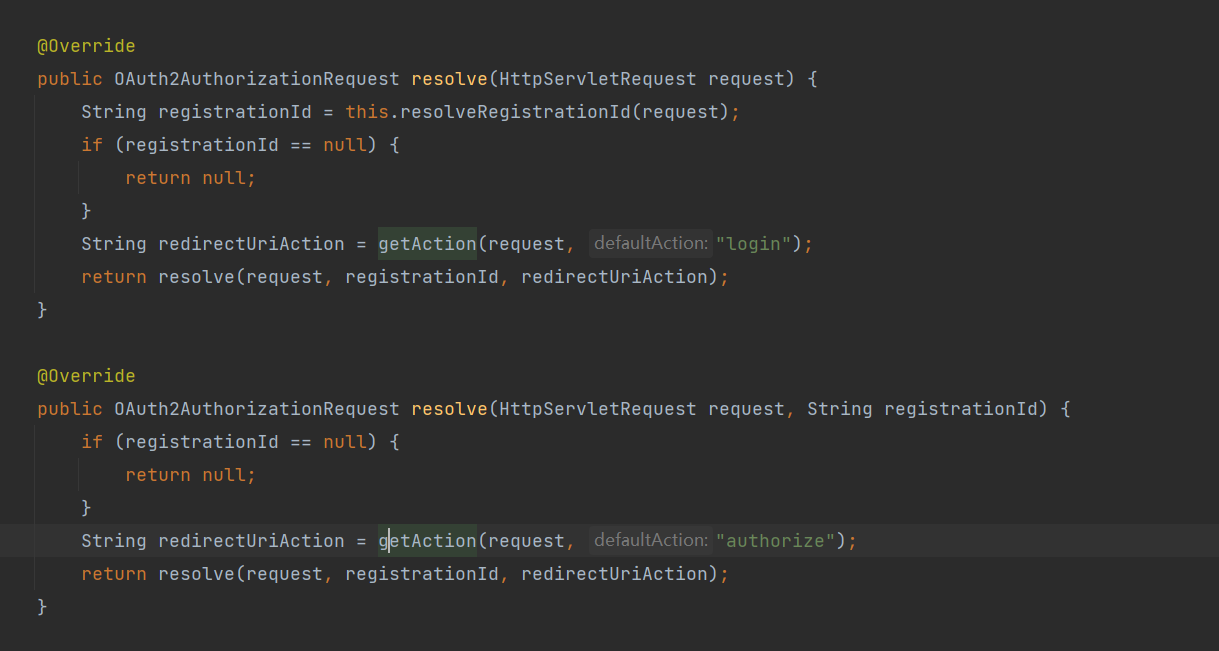 @Override
public OAuth2AuthorizationRequest resolve(HttpServletRequest request) {
    String registrationId = this.resolveRegistrationId(request);
    if (registrationId == null) {
        return null;
    }
    String redirectUriAction = getAction(request, defaultAction: "login");
    return resolve(request, registrationId, redirectUriAction);
}

@Override
public OAuth2AuthorizationRequest resolve(HttpServletRequest request, String registrationId) {
    if (registrationId == null) {
        return null;
    }
    String redirectUriAction = getAction(request, defaultAction: "authorize");
    return resolve(request, registrationId, redirectUriAction);
}